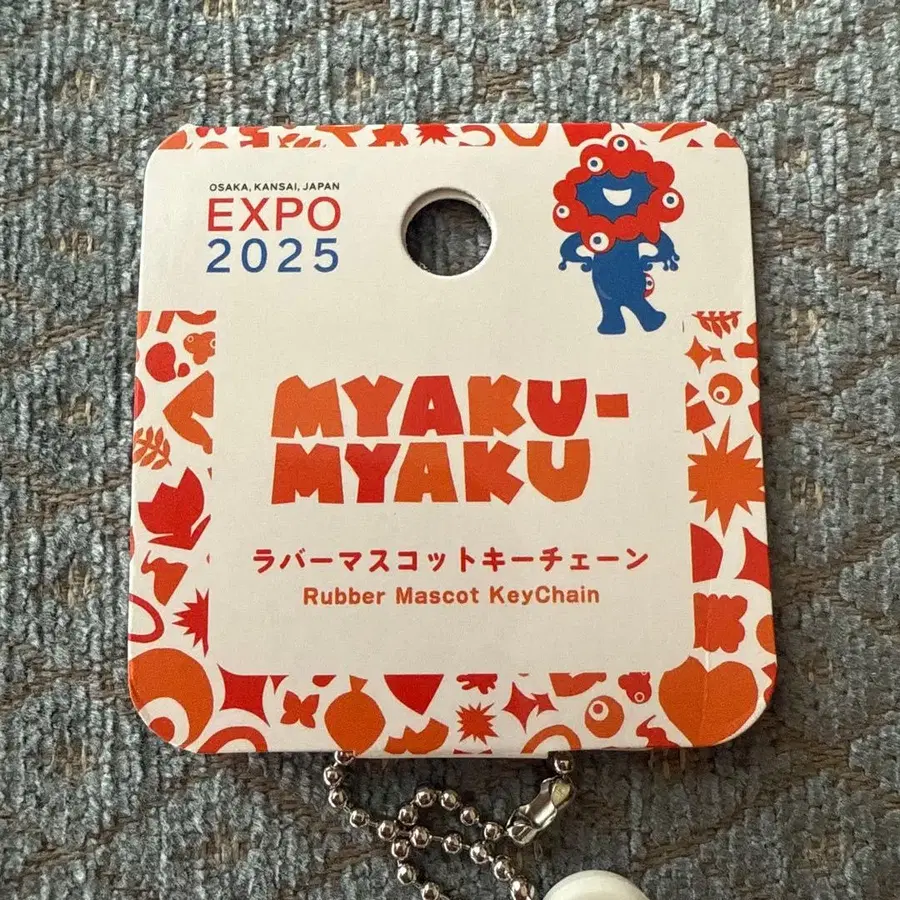 OSAKA, KANSAI, JAPAN
EXPO
2025
MYAKU-
MYAKU
ラバーマスコットキーチェーン
Rubber Mascot KeyChain